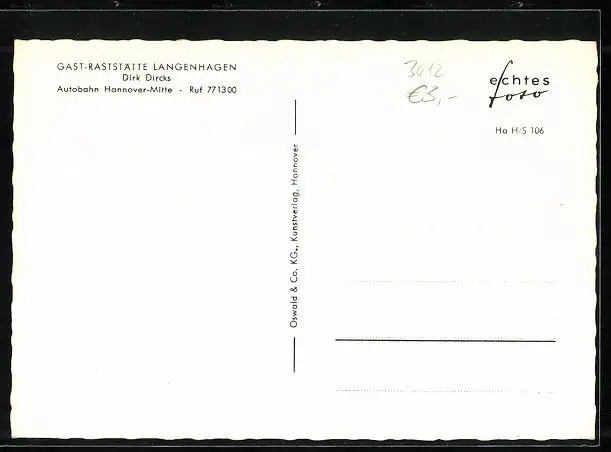 GAST-RASTSTÄTTE LANGENHAGEN
Dirk Dircks
Autobahn Hannover-Mitte · Ruf 771300
3012
€3,-
echtes
foto
Ha H/S 106
Oswald & Co. KG., Kunstverlag, Hannover